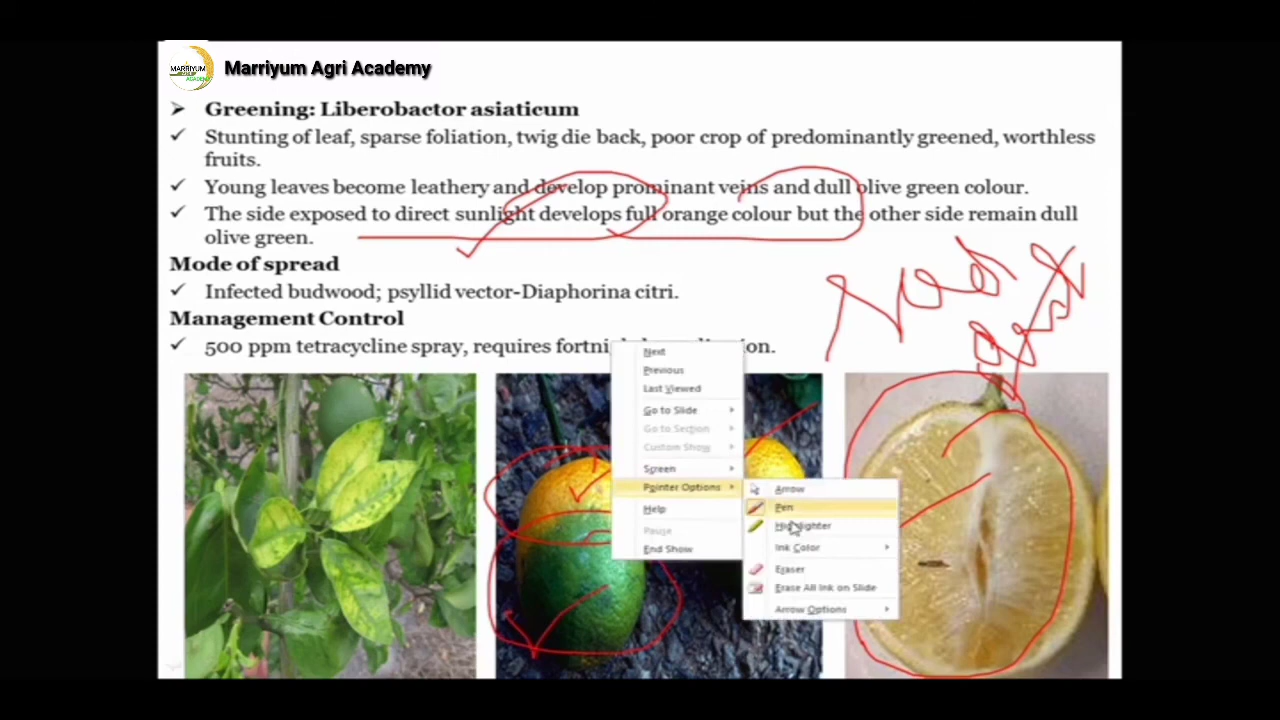 MARRIYUM
ACADEMY
Marriyum Agri Academy
➤ Greening: Liberobactor asiaticum
✓ Stunting of leaf, sparse foliation, twig die back, poor crop of predominantly greened, worthless
fruits.
✓ Young leaves become leathery and develop prominant veins and dull olive green colour.
✓ The side exposed to direct sunlight develops full orange colour but the other side remain dull
olive green.
Mode of spread
✓ Infected budwood; psyllid vector-Diaphorina citri.
Management Control
✓ 500 ppm tetracycline spray, requires
Next
Previous
Last Viewed
Go to Slide
Go to Section
Custom Show
Screen
Pointer Options
Help
Pause
End Show
Arrow
Pen
Highlighter
Ink Color
Eraser
Erase All Ink on Slide
Arrow Options